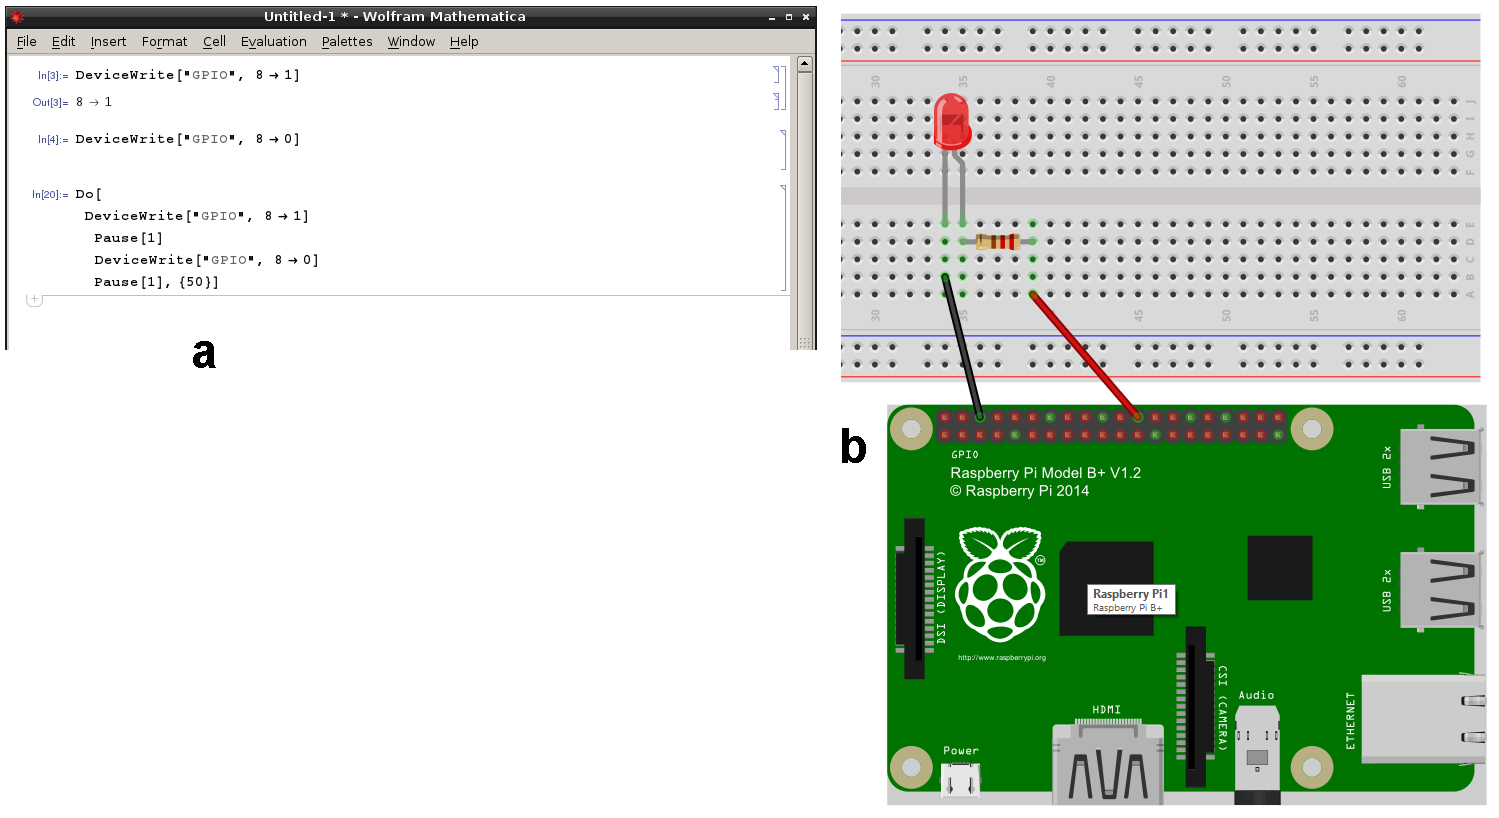 Untitled-1 * - Wolfram Mathematica
File Edit Insert Format Cell Evaluation Palettes Window Help
In[3]:= DeviceWrite["GPIO", 8 → 1]
Out[3]= 8 → 1
In[4]:= DeviceWrite["GPIO", 8 → 0]
In[20]:= Do[
DeviceWrite["GPIO", 8 → 1]
Pause[1]
DeviceWrite["GPIO", 8 → 0]
Pause[1], {50}]
a
30 35 40 45 50 55 60
J
I
H
G
F
E
D
C
B
A
30 35 45 50 55 60
b
GPIO
Raspberry Pi Model B+ V1.2
© Raspberry Pi 2014
USB 2x
DSI (DISPLAY)
TM
Raspberry Pi1
Raspberry Pi B+
USB 2x
http://www.raspberrypi.org
CSI (CAMERA)
Audio
ETHERNET
HDMI
Power